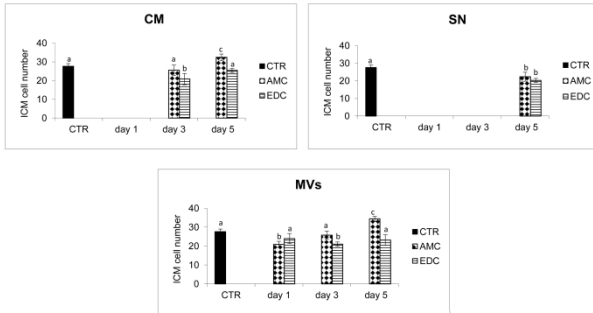 CM
ICM cell number
40
30
20
10
0
a
a
b
c
a
CTR
day 1
day 3
day 5
CTR
AMC
EDC
SN
ICM cell number
40
30
20
10
0
a
b
b
CTR
day 1
day 3
day 5
CTR
AMC
EDC
MVs
ICM cell number
40
30
20
10
0
a
b
a
a
b
c
a
CTR
day 1
day 3
day 5
CTR
AMC
EDC